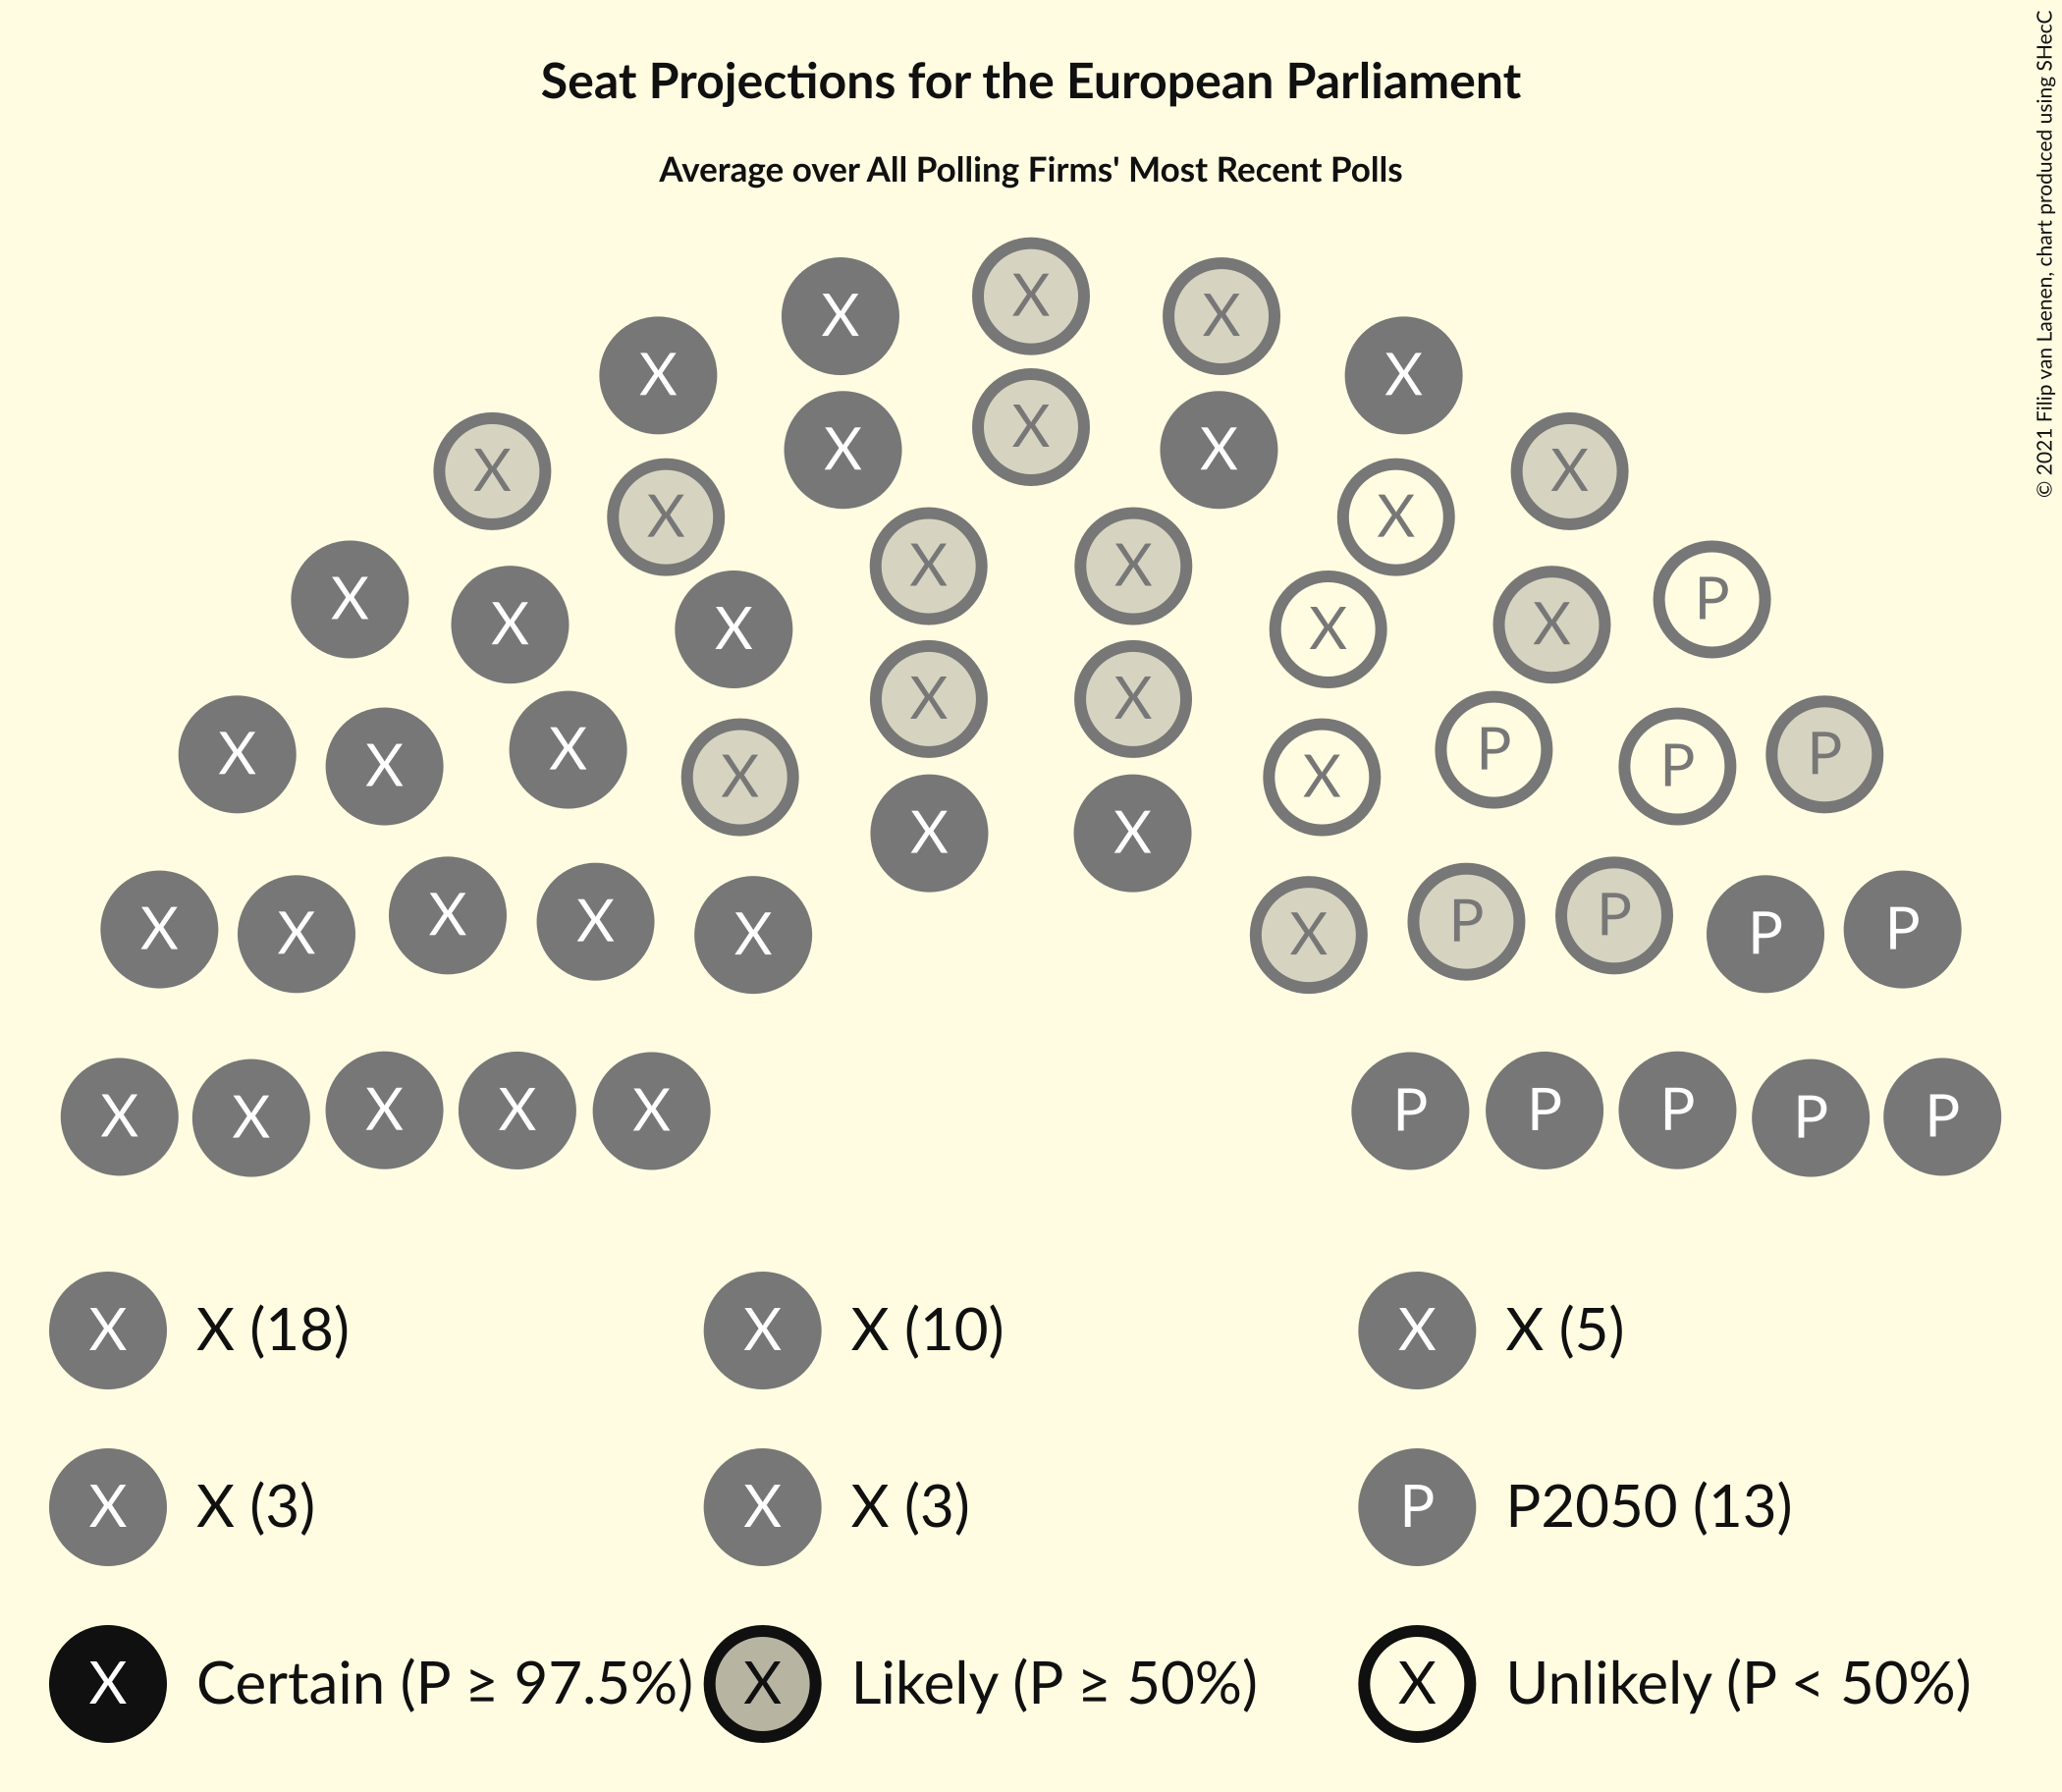 Seat Projections for the European Parliament
Average over All Polling Firms' Most Recent Polls
© 2021 Filip van Laenen, chart produced using SHecC
X
X X
X X
X
X X
X X
X X
X X
X X
X P
X X X X
X X
X X P P P
X X
X X
X X X X X X P P P P
X X X X X P P P P P
X X (18) X X (10) X X (5)
X X (3) X X (3) P P2050 (13)
X Certain (P ≥ 97.5%) X Likely (P ≥ 50%) X Unlikely (P < 50%)